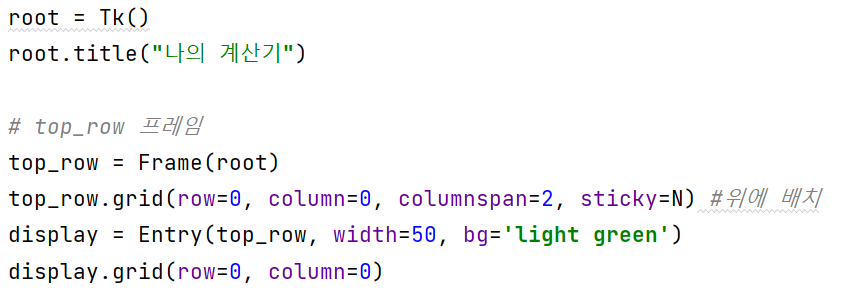 root = Tk()
root.title("나의 계산기")
# top_row 프레임
top_row = Frame(root)
top_row.grid(row=0, column=0, columnspan=2, sticky=N) #위에 배치
display = Entry(top_row, width=50, bg='light green')
display.grid(row=0, column=0)